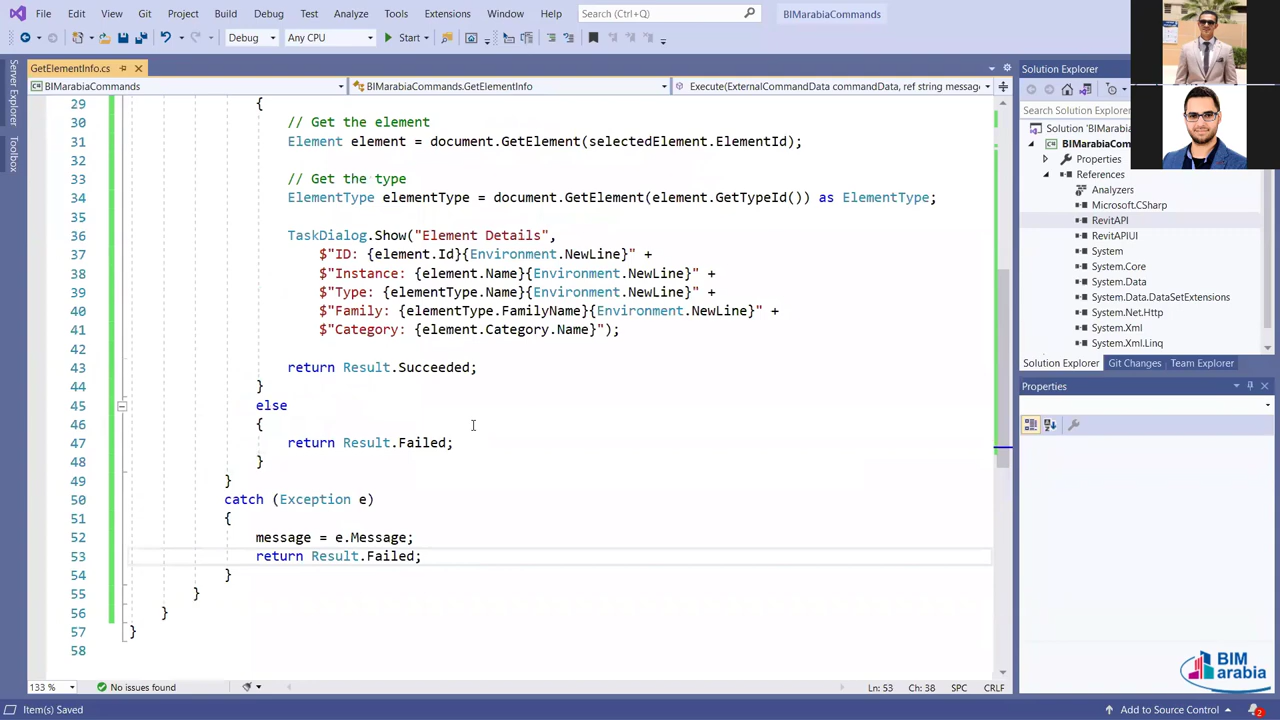 File Edit View Git Project Build Debug Test Analyze Tools Extensions Window Help Search (Ctrl+Q) BIMarabiaCommands
Debug Any CPU Start
GetElementInfo.cs
BIMarabiaCommands BIMarabiaCommands.GetElementInfo Execute(ExternalCommandData commandData, ref string messag
Server Explorer
Toolbox
29 {
30 // Get the element
31 Element element = document.GetElement(selectedElement.ElementId);
32
33 // Get the type
34 ElementType elementType = document.GetElement(element.GetTypeId()) as ElementType;
35
36 TaskDialog.Show("Element Details",
37 $"ID: {element.Id}{Environment.NewLine}" +
38 $"Instance: {element.Name}{Environment.NewLine}" +
39 $"Type: {elementType.Name}{Environment.NewLine}" +
40 $"Family: {elementType.FamilyName}{Environment.NewLine}" +
41 $"Category: {element.Category.Name}");
42
43 return Result.Succeeded;
44 }
45 else
46 {
47 return Result.Failed;
48 }
49 }
50 catch (Exception e)
51 {
52 message = e.Message;
53 return Result.Failed;
54 }
55 }
56 }
57 }
58
133 % No issues found Ln: 53 Ch: 38 SPC CRLF
Item(s) Saved Add to Source Control 2
Solution Explorer
Search Solution Explorer
Solution 'BIMarabia
BIMarabiaCom
Properties
References
Analyzers
Microsoft.CSharp
RevitAPI
RevitAPIUI
System
System.Core
System.Data
System.Data.DataSetExtensions
System.Net.Http
System.Xml
System.Xml.Linq
Solution Explorer Git Changes Team Explorer
Properties
BIM
arabia